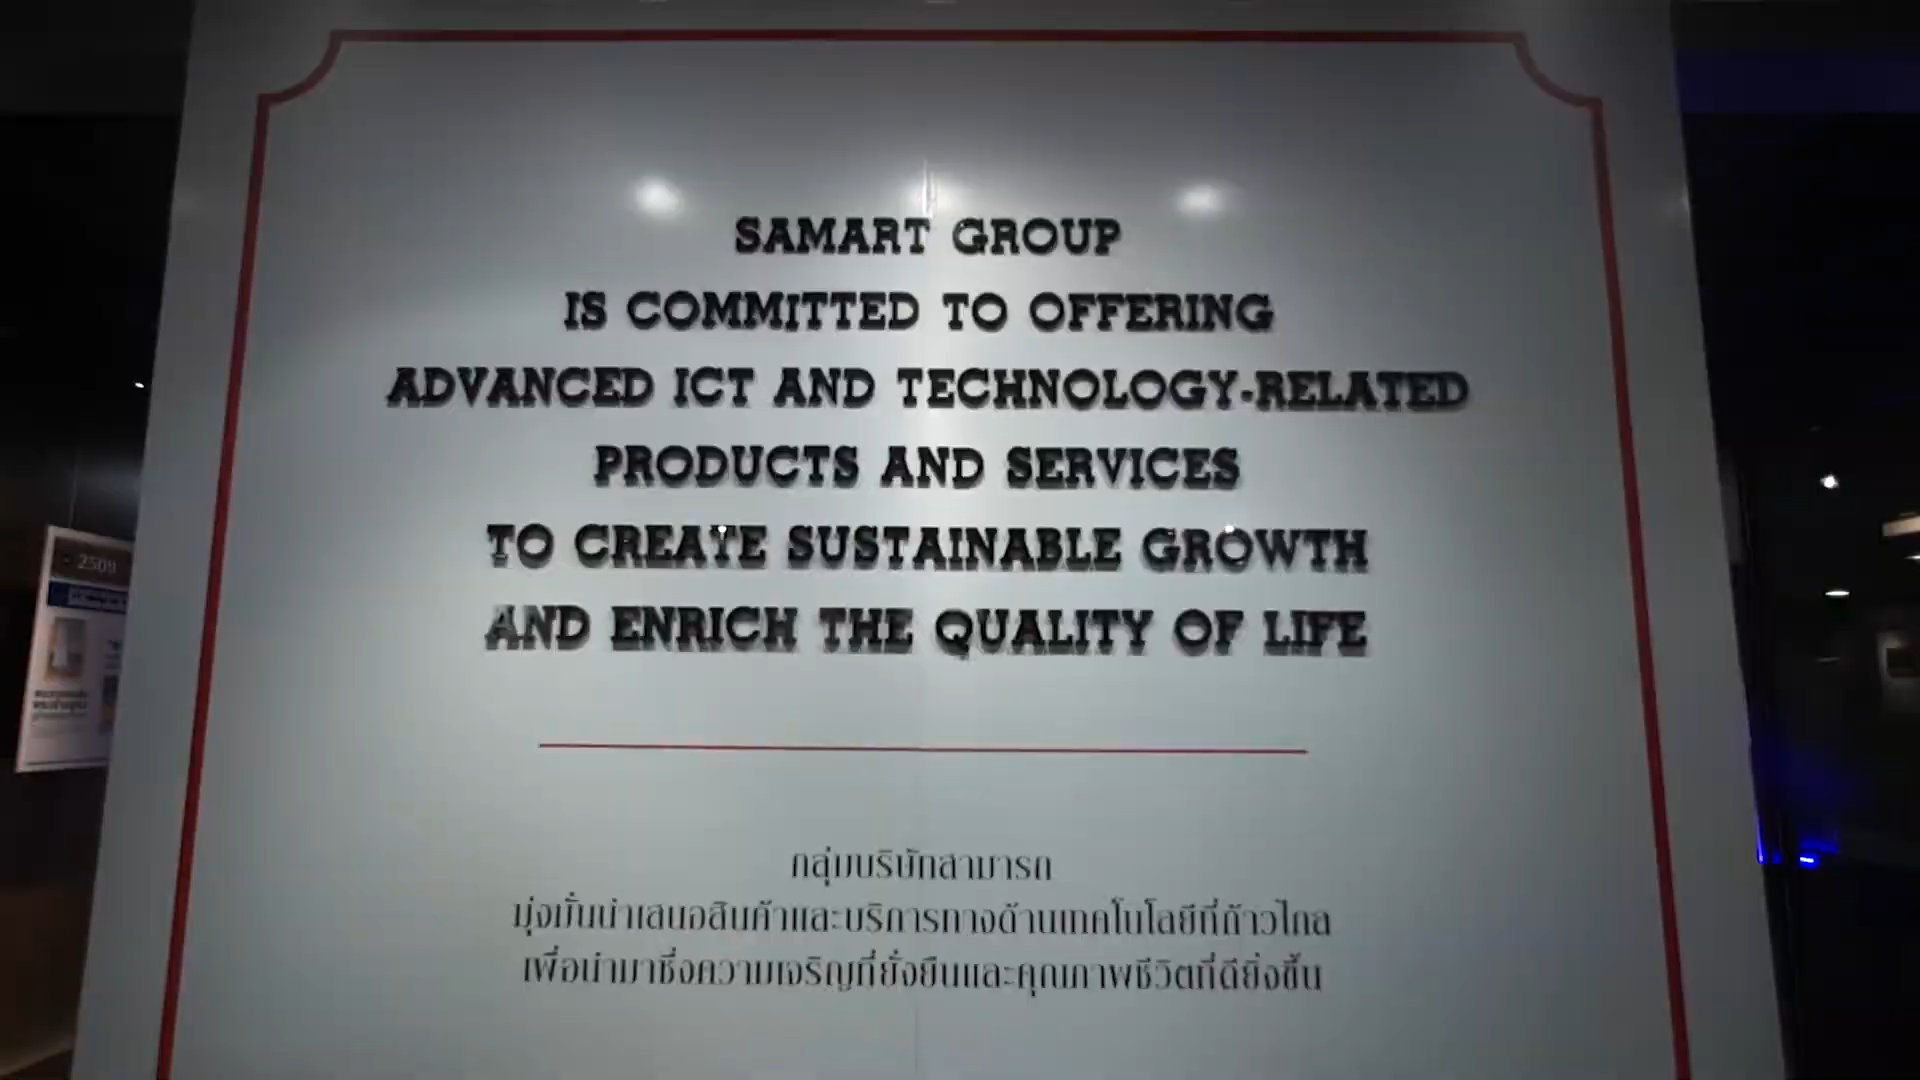 SAMART GROUP
IS COMMITTED TO OFFERING
ADVANCED ICT AND TECHNOLOGY-RELATED
PRODUCTS AND SERVICES
TO CREATE SUSTAINABLE GROWTH
AND ENRICH THE QUALITY OF LIFE
กลุ่มบริษัทสามารถ
มุ่งมั่นนำเสนอสินค้าและบริการทางด้านเทคโนโลยีที่ก้าวไกล
เพื่อนำมาซึ่งความเจริญที่ยั่งยืนและคุณภาพชีวิตที่ดียิ่งขึ้น
2509